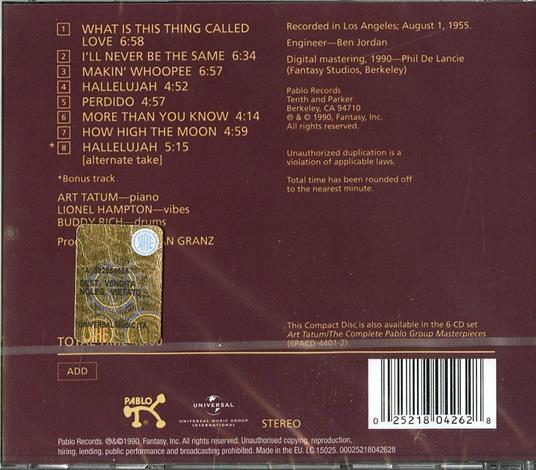 1 WHAT IS THIS THING CALLED
LOVE 6:58
2 I'LL NEVER BE THE SAME 6:34
3 MAKIN' WHOOPEE 6:57
4 HALLELUJAH 4:52
5 PERDIDO 4:57
6 MORE THAN YOU KNOW 4:14
7 HOW HIGH THE MOON 4:59
* 8 HALLELUJAH 5:15
[alternate take]
*Bonus track
ART TATUM—piano
LIONEL HAMPTON—vibes
BUDDY RICH—drums
GRANZ
SIAE
DEST. VENDITA
NOLEG. VIETATO
TOTAL
ADD
Recorded in Los Angeles; August 1, 1955.
Engineer—Ben Jordan
Digital mastering, 1990—Phil De Lancie
(Fantasy Studios, Berkeley)
Pablo Records
Tenth and Parker
Berkeley, CA 94710
℗ & © 1990, Fantasy, Inc.
All rights reserved.
Unauthorized duplication is a
violation of applicable laws.
Total time has been rounded off
to the nearest minute.
This Compact Disc is also available in the 6-CD set
Art Tatum/The Complete Pablo Group Masterpieces
(6PACD 4401-2)
PABLO
UNIVERSAL
UNIVERSAL MUSIC GROUP
INTERNATIONAL
STEREO
0 25218 04262 8
Pablo Records. ℗&©1990, Fantasy, Inc. All rights reserved. Unauthorised copying, reproduction,
hiring, lending, public performance and broadcasting prohibited. Made in the EU. LC 15025. 00025218042628